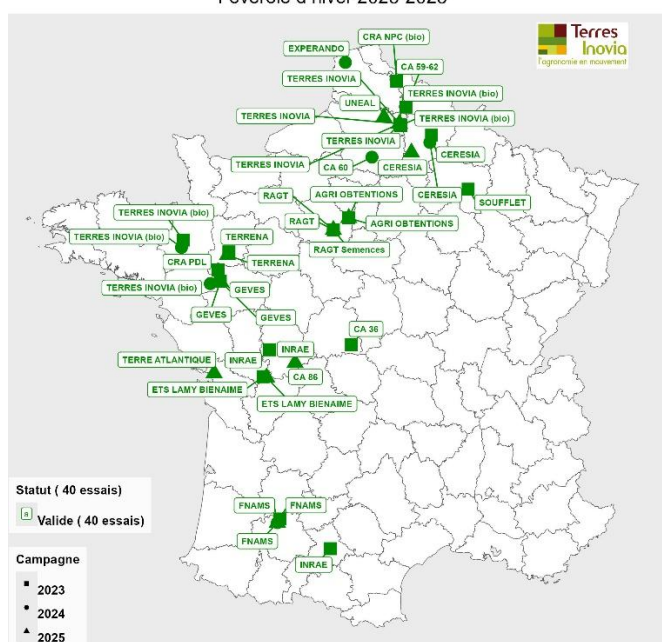 Terres
Inovia
l'agronomie en mouvement
CRA NPC (bio)
EXPERANDO
CA 59-62
TERRES INOVIA
TERRES INOVIA (bio)
UNEAL
TERRES INOVIA
TERRES INOVIA (bio)
TERRES INOVIA
CERESIA
TERRES INOVIA
CA 60
CERESIA
CERESIA
SOUFFLET
RAGT
AGRI OBTENTIONS
TERRES INOVIA (bio)
RAGT
AGRI OBTENTIONS
TERRES INOVIA (bio)
TERRENA
RAGT Semences
CRA PDL
TERRENA
TERRES INOVIA (bio)
GEVES
GEVES
GEVES
CA 36
TERRE ATLANTIQUE
INRAE
INRAE
CA 86
ETS LAMY BIENAIME
ETS LAMY BIENAIME
FNAMS
FNAMS
FNAMS
INRAE
Statut ( 40 essais)
a Valide ( 40 essais)
Campagne
2023
2024
2025